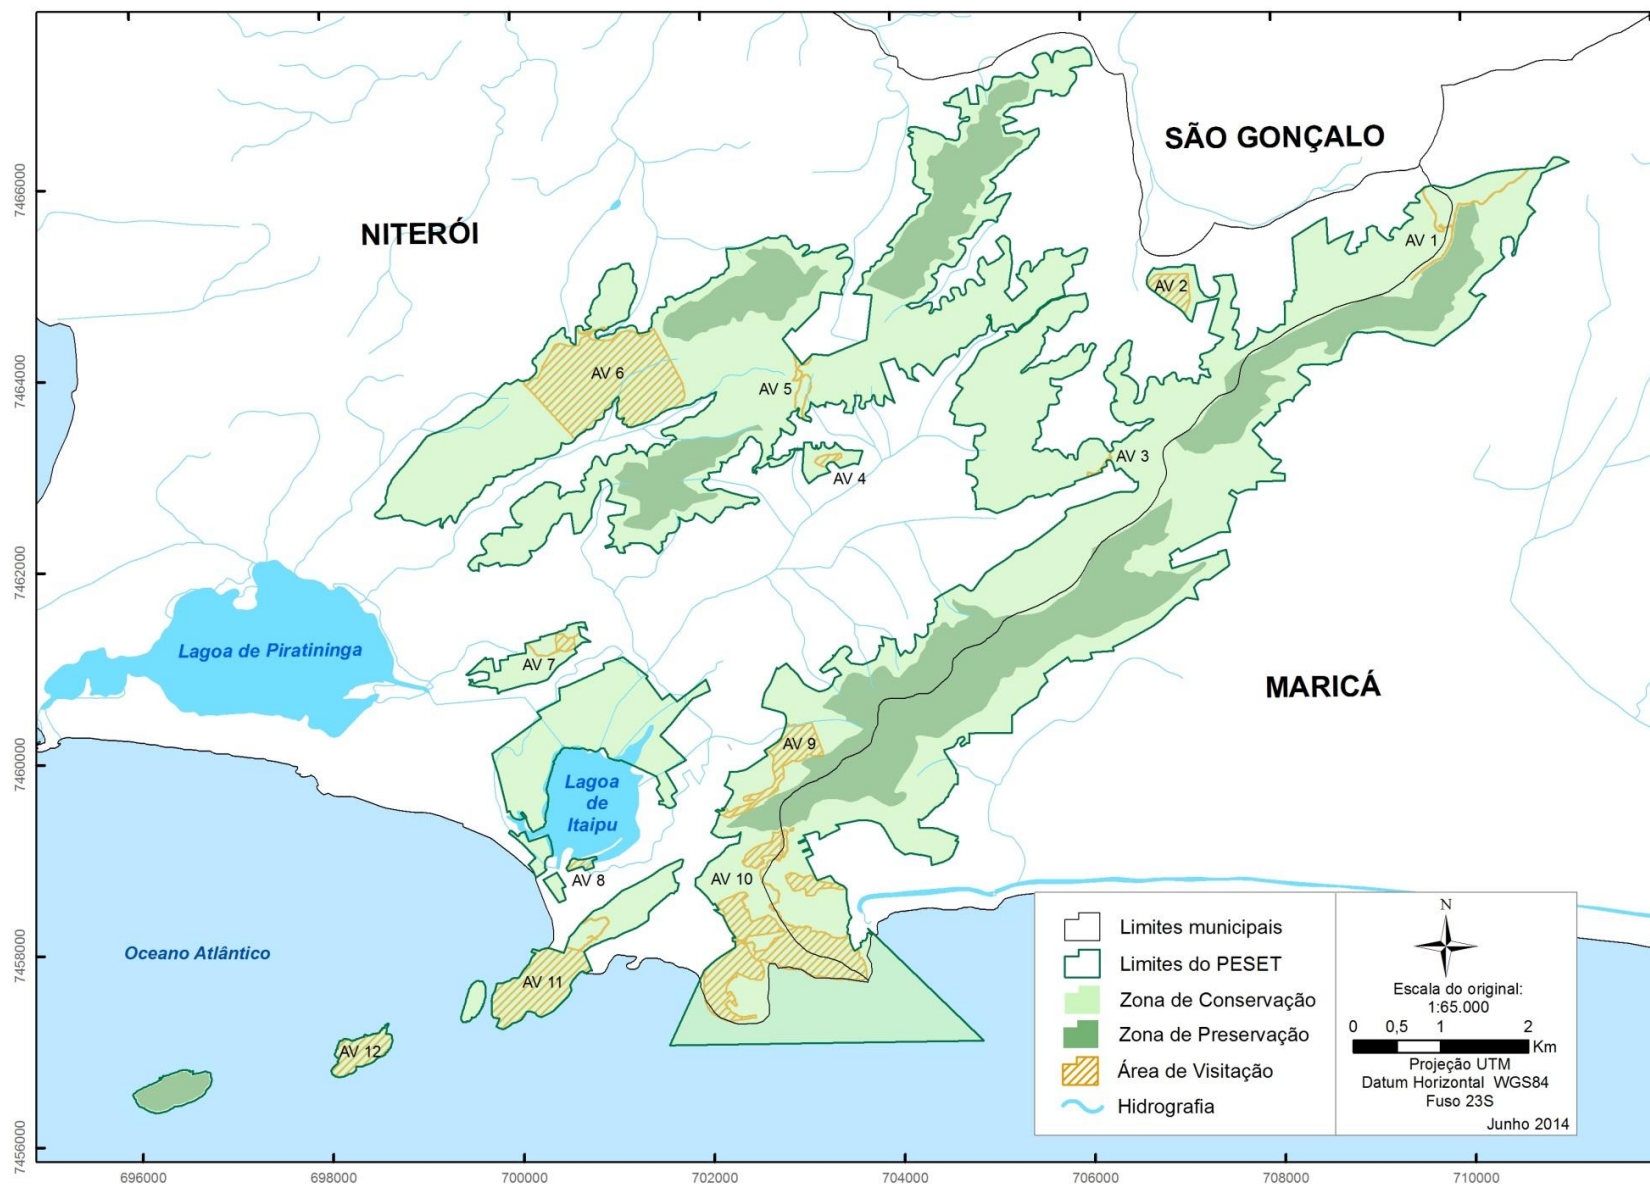 SÃO GONÇALO
NITERÓI
MARICÁ
AV 1
AV 2
AV 6
AV 5
AV 3
AV 4
Lagoa de Piratininga
AV 7
AV 9
Lagoa
de
Itaipu
AV 8
AV 10
Oceano Atlântico
AV 11
AV 12
Limites municipais
Limites do PESET
Zona de Conservação
Zona de Preservação
Área de Visitação
Hidrografia
N
Escala do original:
1:65.000
0 0,5 1 2
Km
Projeção UTM
Datum Horizontal WGS84
Fuso 23S
Junho 2014
7466000
7464000
7462000
7460000
7458000
7456000
696000 698000 700000 702000 704000 706000 708000 710000